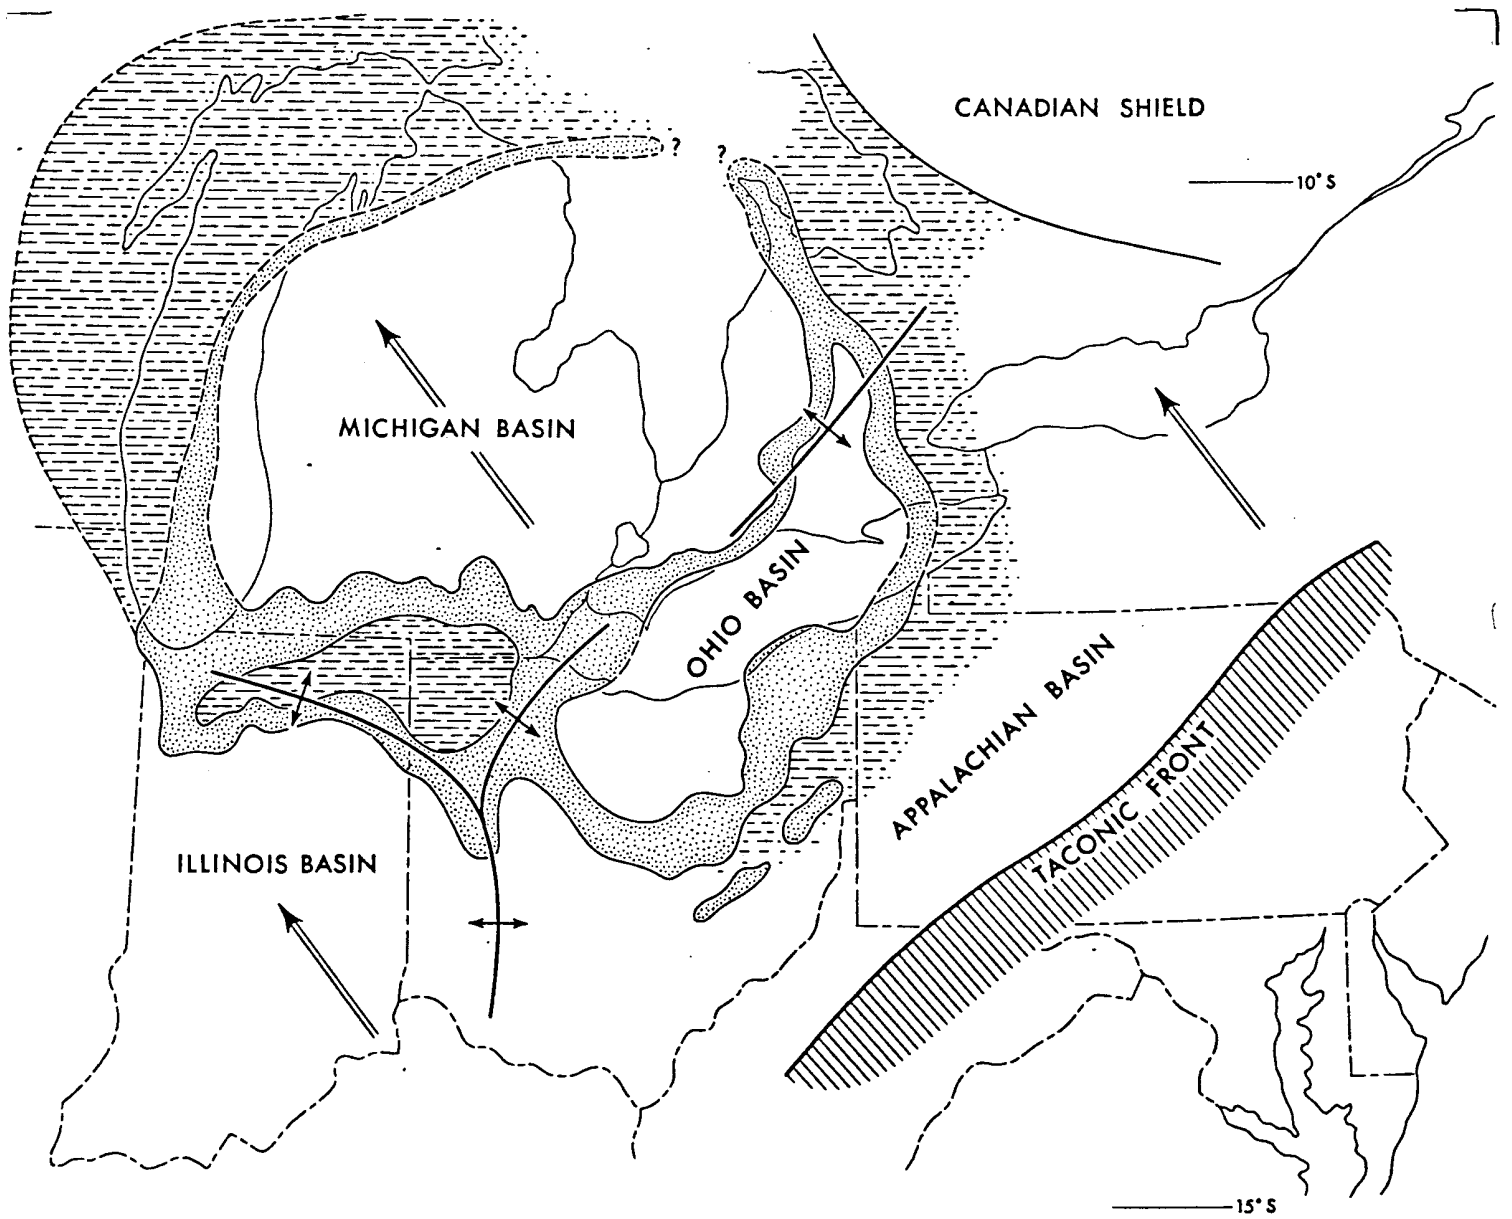 CANADIAN SHIELD
? ?
10° S
MICHIGAN BASIN
OHIO BASIN
APPALACHIAN BASIN
TACONIC FRONT
ILLINOIS BASIN
15° S